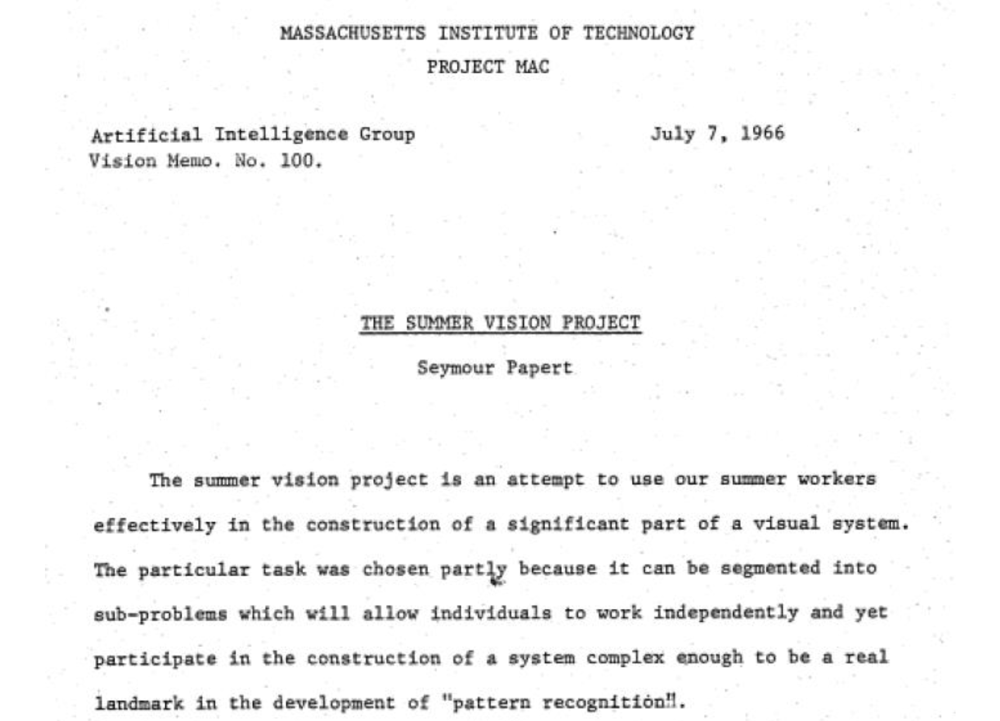 MASSACHUSETTS INSTITUTE OF TECHNOLOGY
PROJECT MAC
Artificial Intelligence Group July 7, 1966
Vision Memo. No. 100.
THE SUMMER VISION PROJECT
Seymour Papert
The summer vision project is an attempt to use our summer workers
effectively in the construction of a significant part of a visual system.
The particular task was chosen partly because it can be segmented into
sub-problems which will allow individuals to work independently and yet
participate in the construction of a system complex enough to be a real
landmark in the development of "pattern recognition".